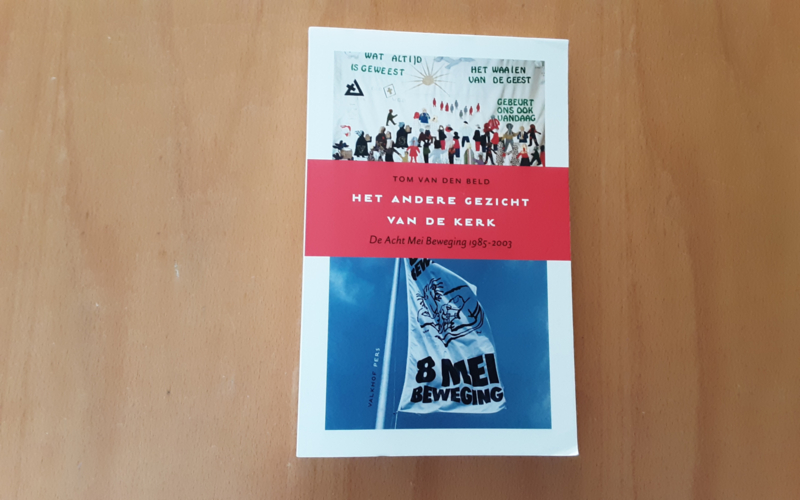 WAT ALTIJD
IS GEWEEST
HET WAAIEN
VAN DE GEEST
GEBEURT
ONS OOK
VANDAAG
TOM VAN DEN BELD
HET ANDERE GEZICHT
VAN DE KERK
De Acht Mei Beweging 1985-2003
8 MEI
BEWEGING
VALKHOF PERS